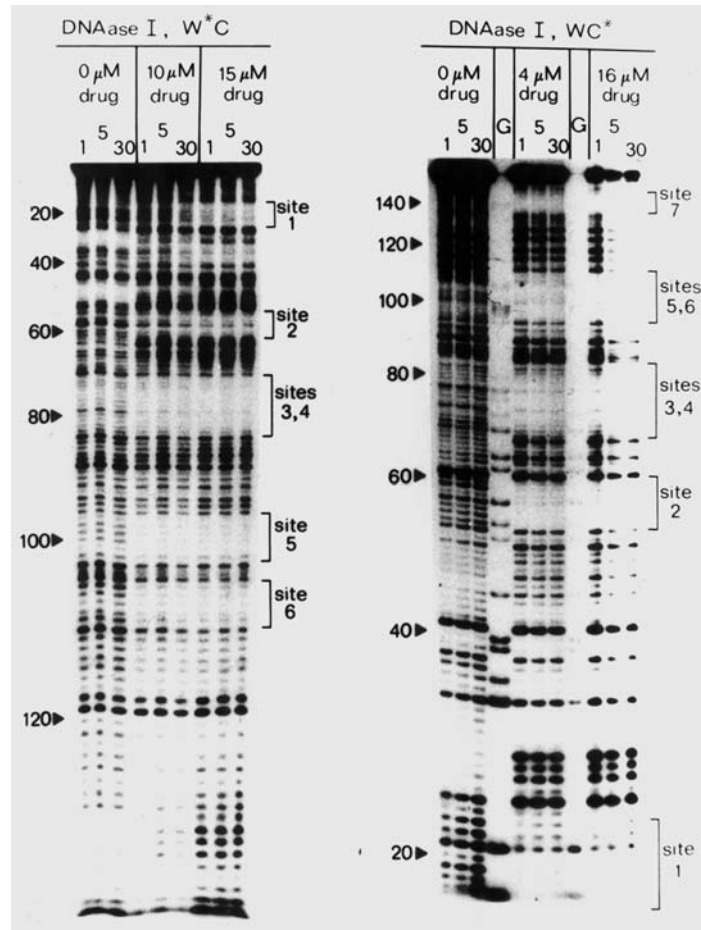 DNAase I, W*C
0 μM drug
10 μM drug
15 μM drug
1 5 30 1 5 30 1 5 30
20
40
60
80
100
120
site 1
site 2
sites 3,4
site 5
site 6
DNAase I, WC*
0 μM drug
G
4 μM drug
G
16 μM drug
1 5 30 1 5 30 1 5 30
140
120
100
80
60
40
20
site 7
sites 5,6
sites 3,4
site 2
site 1